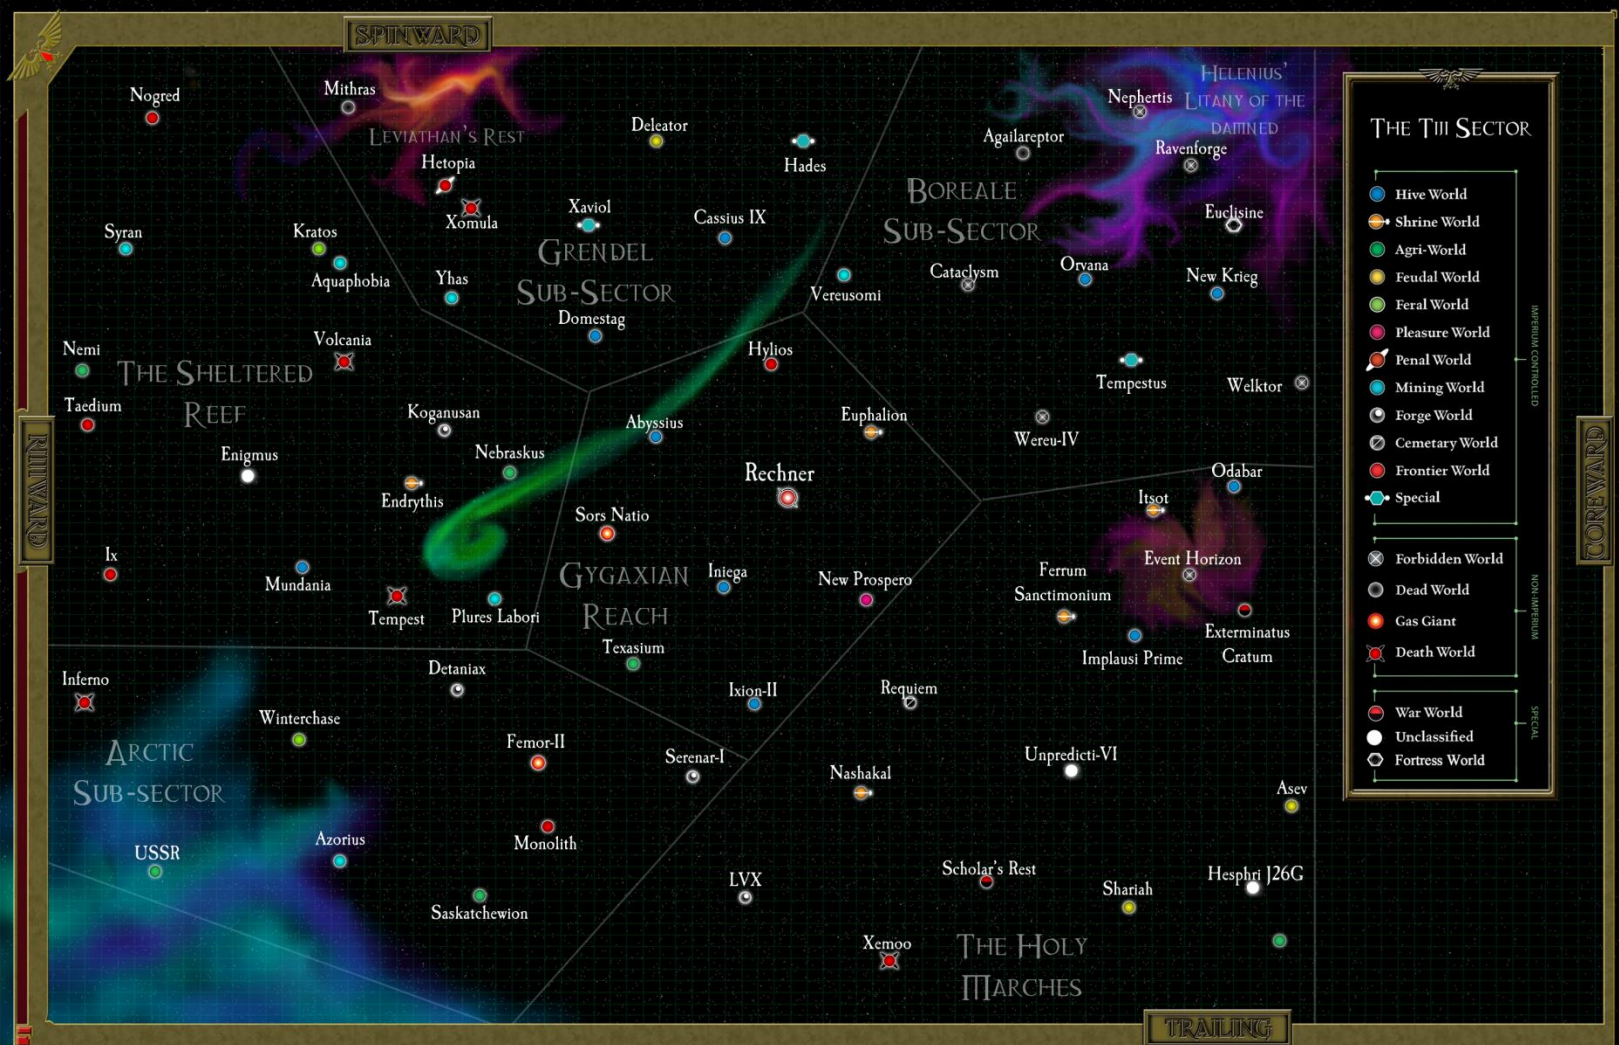 SPINWARD
RIMWARD
COREWARD
TRAILING
Nogred
Mithras
Leviathan's Rest
Hetopia
Xomula
Deleator
Hades
Agailareptor
Nephertis
Helenius'
Litany of the
Damned
Ravenforge
Boreale
Sub-Sector
Euclisine
Syran
Kratos
Aquaphobia
Yhas
Xaviol
Grendel
Sub-Sector
Cassius IX
Domestag
Vereusomi
Cataclysm
Orvana
New Krieg
Nemi
The Sheltered
Reef
Volcania
Taedium
Hylios
Tempestus
Welktor
Koganusan
Abyssius
Euphalion
Wereu-IV
Enigmus
Nebraskus
Endrythis
Rechner
Odabar
Itsot
Sors Natio
Ix
Mundania
Tempest
Plures Labori
Gygaxian
Reach
Iniega
New Prospero
Ferrum
Sanctimonium
Event Horizon
Implausi Prime
Exterminatus
Cratum
Texasium
Inferno
Detaniax
Ixion-II
Requiem
Winterchase
Arctic
Sub-sector
Femor-II
Serenar-I
Nashakal
Unpredicti-VI
Asev
USSR
Azorius
Monolith
Saskatchewion
LVX
Scholar's Rest
Shariah
Hesphri J26G
Xemoo
The Holy
Marches
The Tiii Sector
Hive World
Shrine World
Agri-World
Feudal World
Feral World
Pleasure World
Penal World
Mining World
Forge World
Cemetary World
Frontier World
Special
IMPERIUM CONTROLLED
Forbidden World
Dead World
Gas Giant
Death World
NON-IMPERIUM
War World
Unclassified
Fortress World
SPECIAL